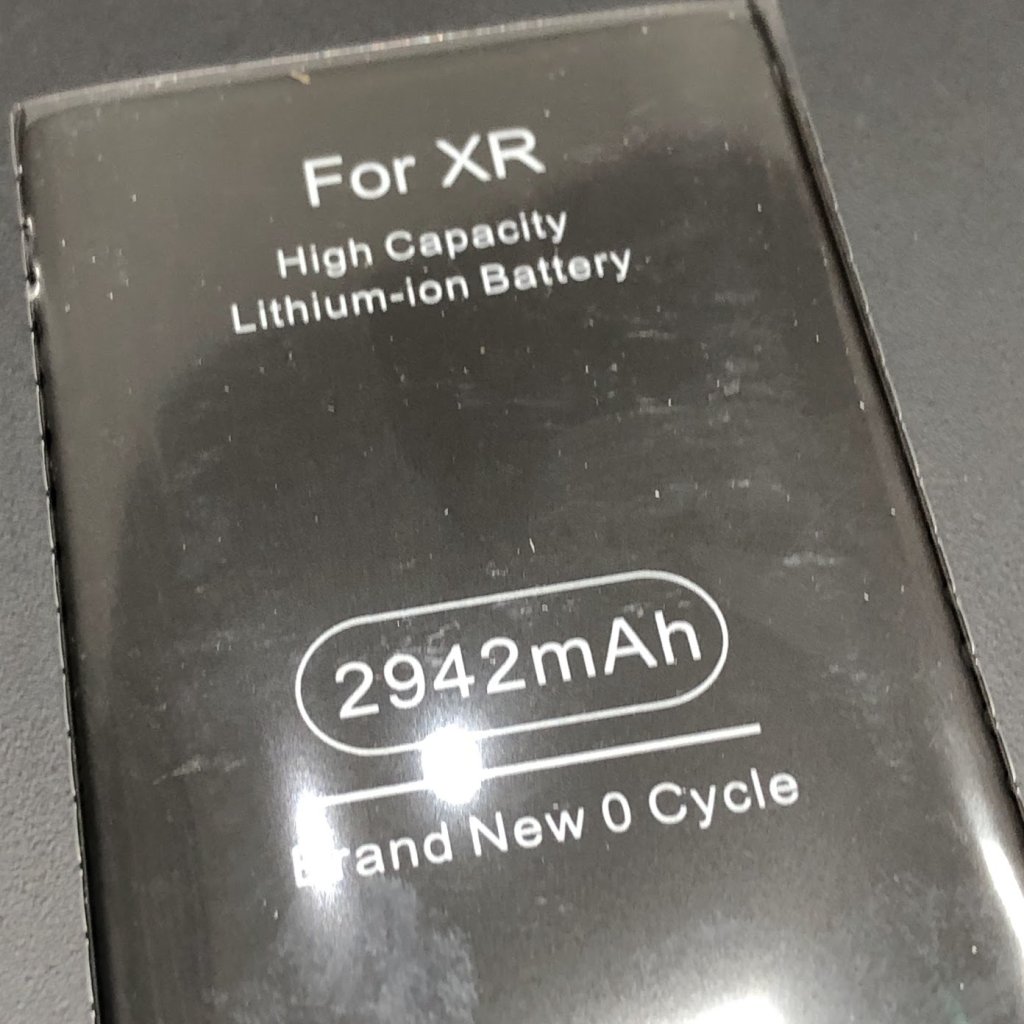 For XR
High Capacity
Lithium-ion Battery
2942mAh
Brand New 0 Cycle